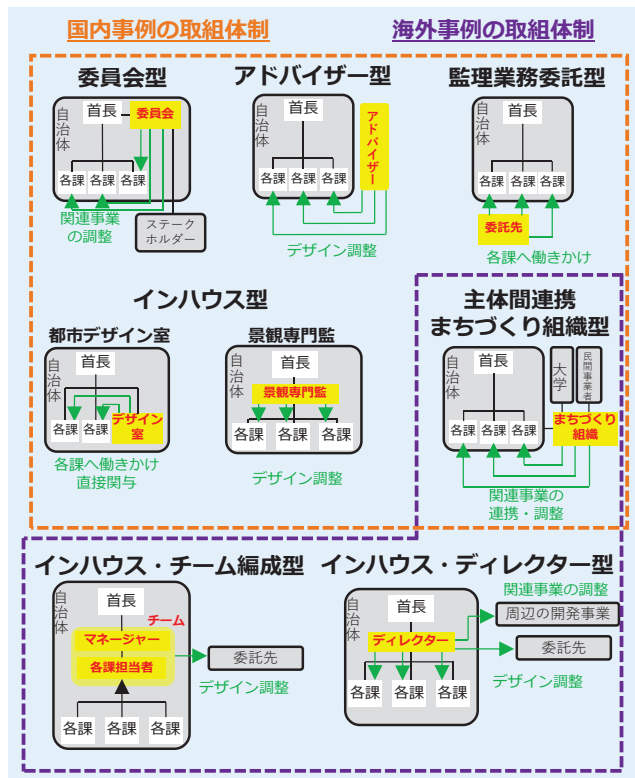 国内事例の取組体制
海外事例の取組体制
委員会型
自治体
首長
委員会
各課
各課
各課
関連事業
の調整
ステーク
ホルダー
アドバイザー型
自治体
首長
アドバイザー
各課
各課
各課
デザイン調整
監理業務委託型
自治体
首長
各課
各課
各課
委託先
各課へ働きかけ
インハウス型
都市デザイン室
自治体
首長
各課
各課
デザイン
室
各課へ働きかけ
直接関与
景観専門監
自治体
首長
景観専門監
各課
各課
各課
デザイン調整
主体間連携
まちづくり組織型
自治体
首長
大学
民間事業者
各課
各課
各課
まちづくり
組織
関連事業の
連携・調整
インハウス・チーム編成型
自治体
首長
チーム
マネージャー
各課担当者
各課
各課
各課
委託先
デザイン調整
インハウス・ディレクター型
自治体
首長
ディレクター
各課
各課
各課
関連事業の調整
周辺の開発事業
委託先
デザイン調整